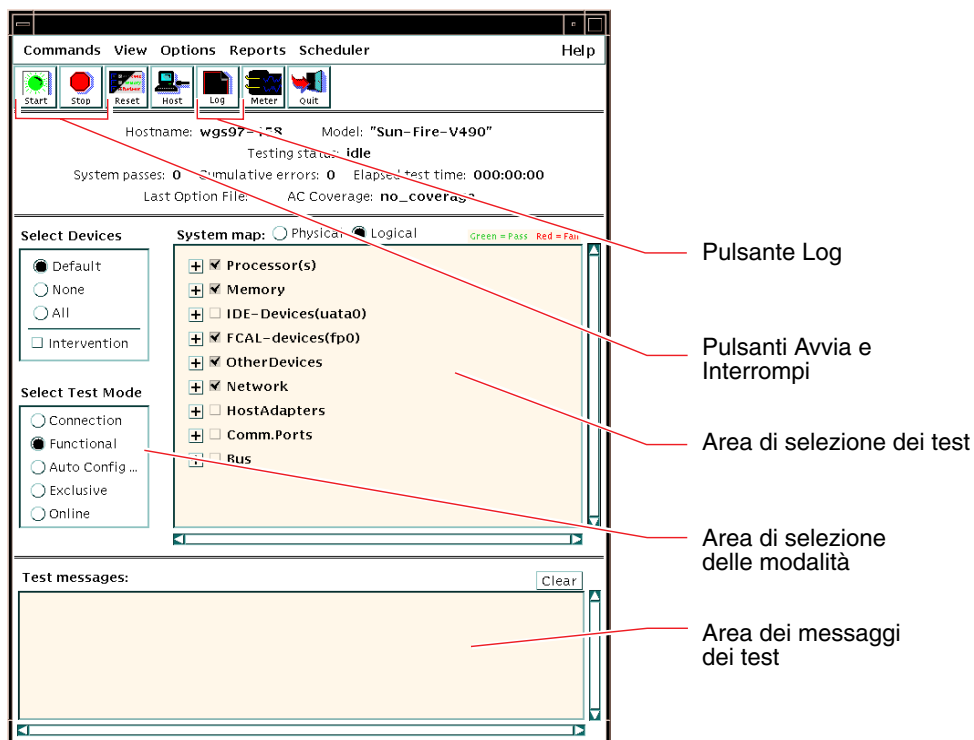 Commands View Options Reports Scheduler Help
Start Stop Reset Host Log Meter Quit
Hostname: wgs97-158 Model: "Sun-Fire-V490"
Testing status: idle
System passes: 0 Cumulative errors: 0 Elapsed test time: 000:00:00
Last Option File: AC Coverage: no_coverage
Select Devices
Default
None
All
Intervention
Select Test Mode
Connection
Functional
Auto Config ...
Exclusive
Online
System map: Physical Logical Green = Pass Red = Fail
Processor(s)
Memory
IDE-Devices(uata0)
FCAL-devices(fp0)
OtherDevices
Network
HostAdapters
Comm.Ports
Bus
Test messages: Clear
Pulsante Log
Pulsanti Avvia e
Interrompi
Area di selezione dei test
Area di selezione
delle modalità
Area dei messaggi
dei test